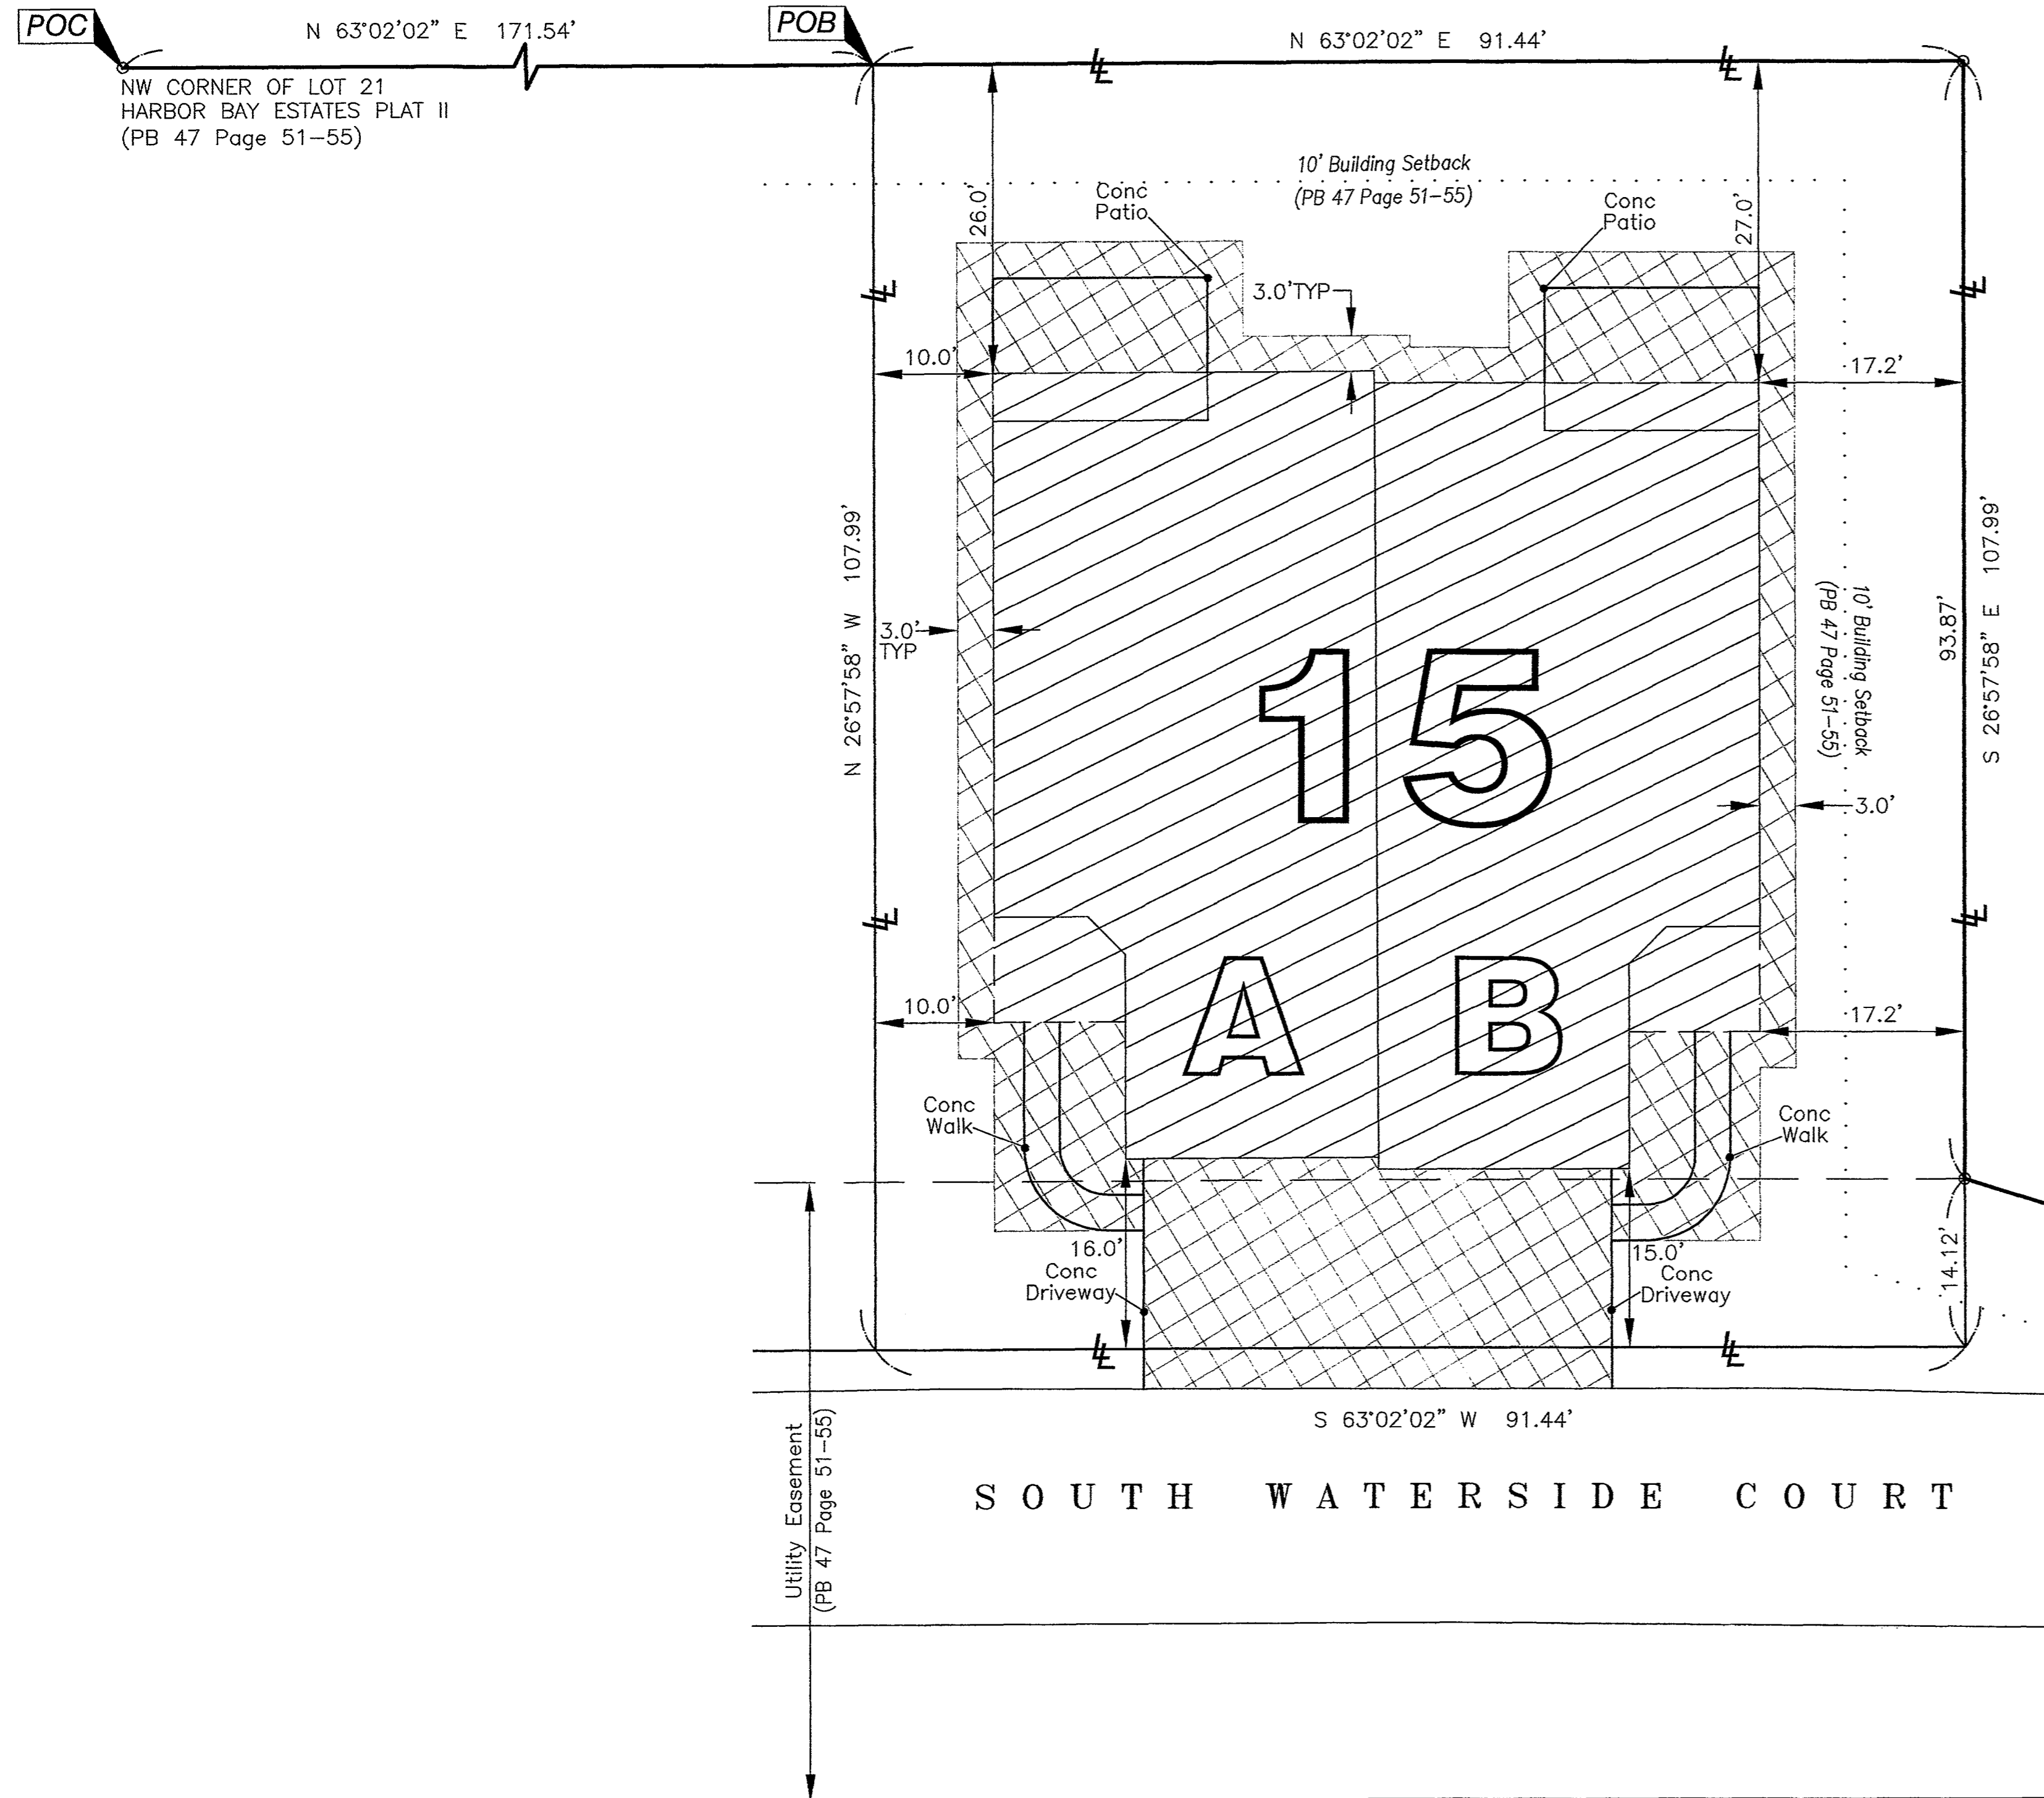 POC
N 63°02'02" E 171.54'
POB
N 63°02'02" E 91.44'
NW CORNER OF LOT 21
HARBOR BAY ESTATES PLAT II
(PB 47 Page 51-55)
10' Building Setback
(PB 47 Page 51-55)
Conc
Patio
Conc
Patio
26.0'
27.0'
3.0'TYP
10.0'
17.2'
N 26°57'58" W 107.99'
S 26°57'58" E 107.99'
93.87'
10' Building Setback
(PB 47 Page 51-55)
3.0'
TYP
15
3.0'
A
B
10.0'
17.2'
Conc
Walk
Conc
Walk
16.0'
15.0'
14.12'
Conc
Driveway
Conc
Driveway
S 63°02'02" W 91.44'
Utility Easement
(PB 47 Page 51-55)
SOUTH WATERSIDE COURT